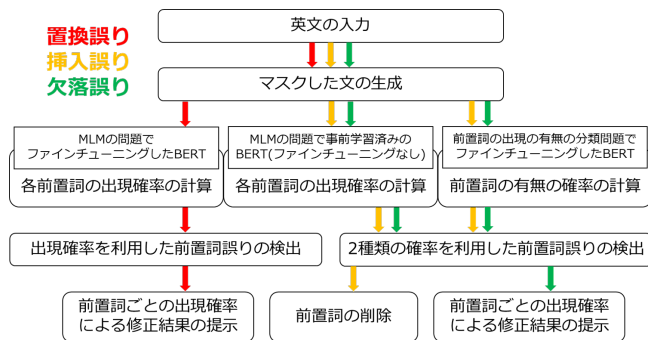 置換誤り
挿入誤り
欠落誤り
英文の入力
マスクした文の生成
MLMの問題で
ファインチューニングしたBERT
各前置詞の出現確率の計算
MLMの問題で事前学習済みの
BERT(ファインチューニングなし)
各前置詞の出現確率の計算
前置詞の出現の有無の分類問題で
ファインチューニングしたBERT
前置詞の有無の確率の計算
出現確率を利用した前置詞誤りの検出
2種類の確率を利用した前置詞誤りの検出
前置詞ごとの出現確率
による修正結果の提示
前置詞の削除
前置詞ごとの出現確率
による修正結果の提示